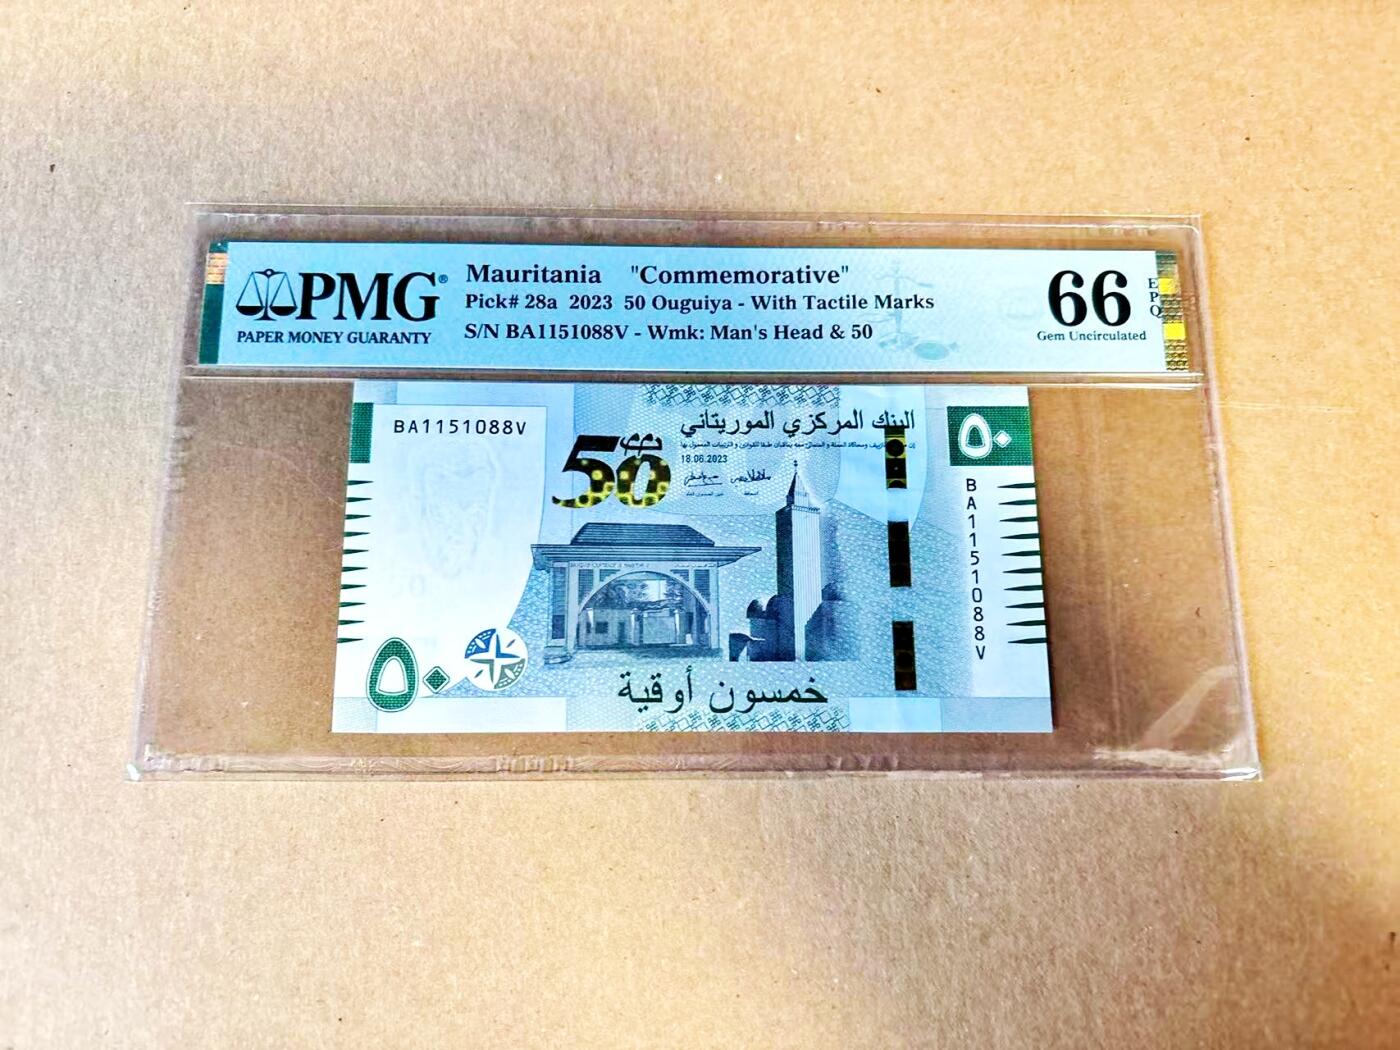 PMG®
PAPER MONEY GUARANTY
Mauritania "Commemorative"
Pick# 28a 2023 50 Ouguiya - With Tactile Marks
S/N BA1151088V - Wmk: Man's Head & 50
66
Gem Uncirculated
EPQ
BA1151088V
50
البنك المركزي الموريتاني
18.06.2023
٥٠
BA1151088V
٥٠
خمسون أوقية